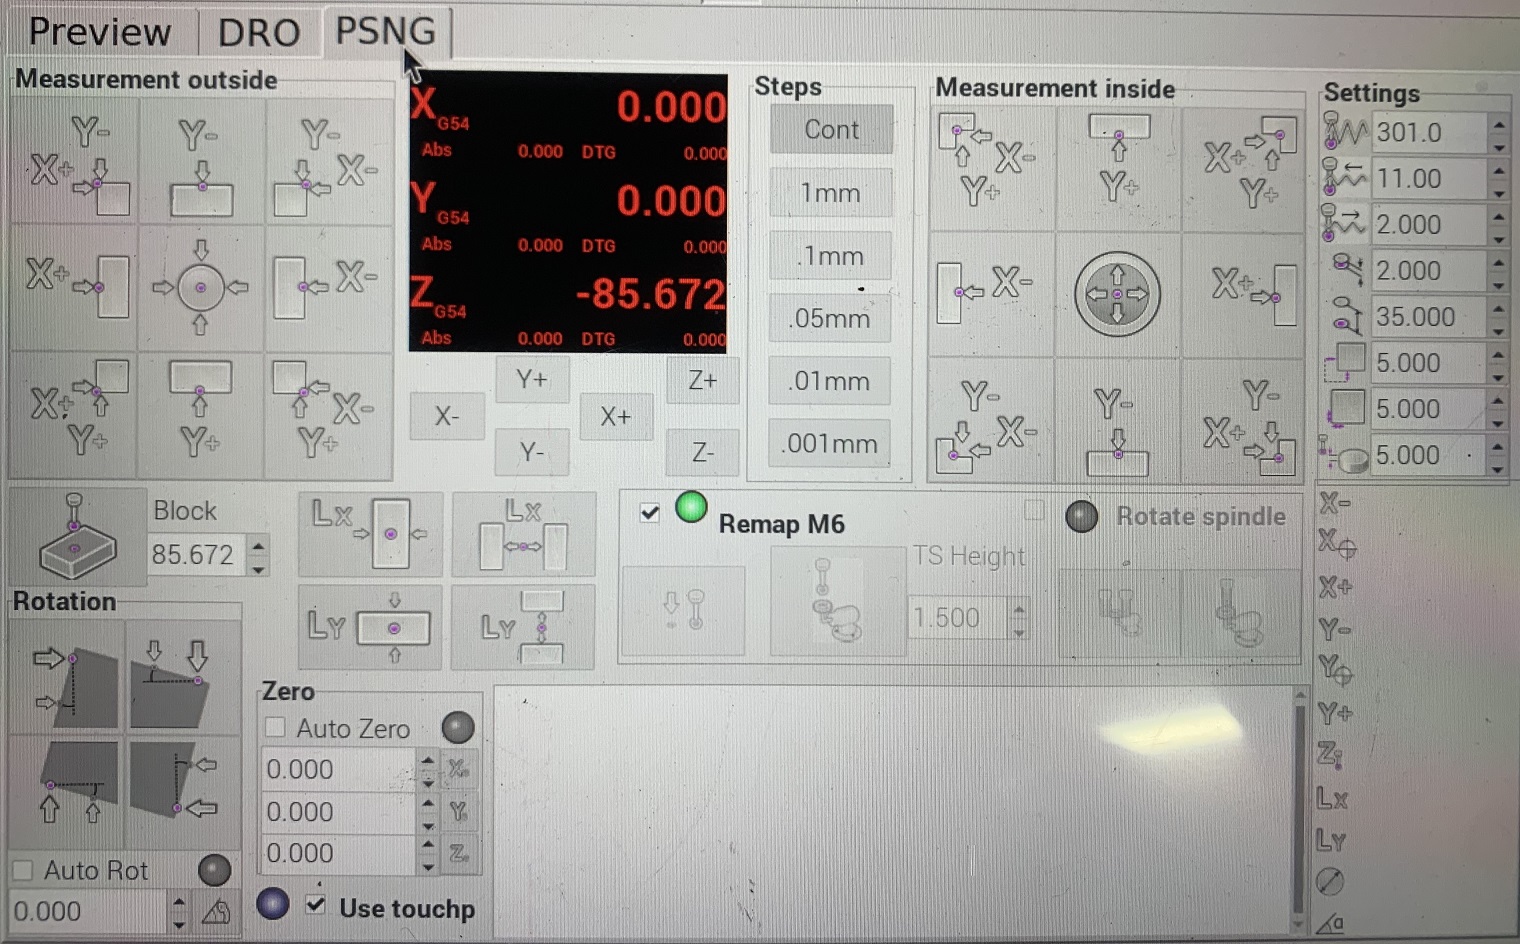 Preview DRO PSNG
Measurement outside
Y- Y- Y-
X+ X-
X+ X-
X+ X-
Y+ Y+ Y+
X G54 0.000
Abs 0.000 DTG 0.000
Y G54 0.000
Abs 0.000 DTG 0.000
Z G54 -85.672
Abs 0.000 DTG 0.000
Y+ Z+
X- X+
Y- Z-
Steps
Cont
1mm
.1mm
.05mm
.01mm
.001mm
Measurement inside
X- X+
Y+ Y+ Y+
X- X+
Y- Y- Y-
X- X+
Settings
301.0
11.00
2.000
2.000
35.000
5.000
5.000
5.000
Block
85.672
Lx Lx
Ly Ly
Remap M6
TS Height
1.500
Rotate spindle
Rotation
Auto Rot
0.000
Zero
Auto Zero
0.000 X
0.000 Y
0.000 Z
Use touchp
X-
X
X+
Y-
Y
Y+
Z
Lx
Ly
a